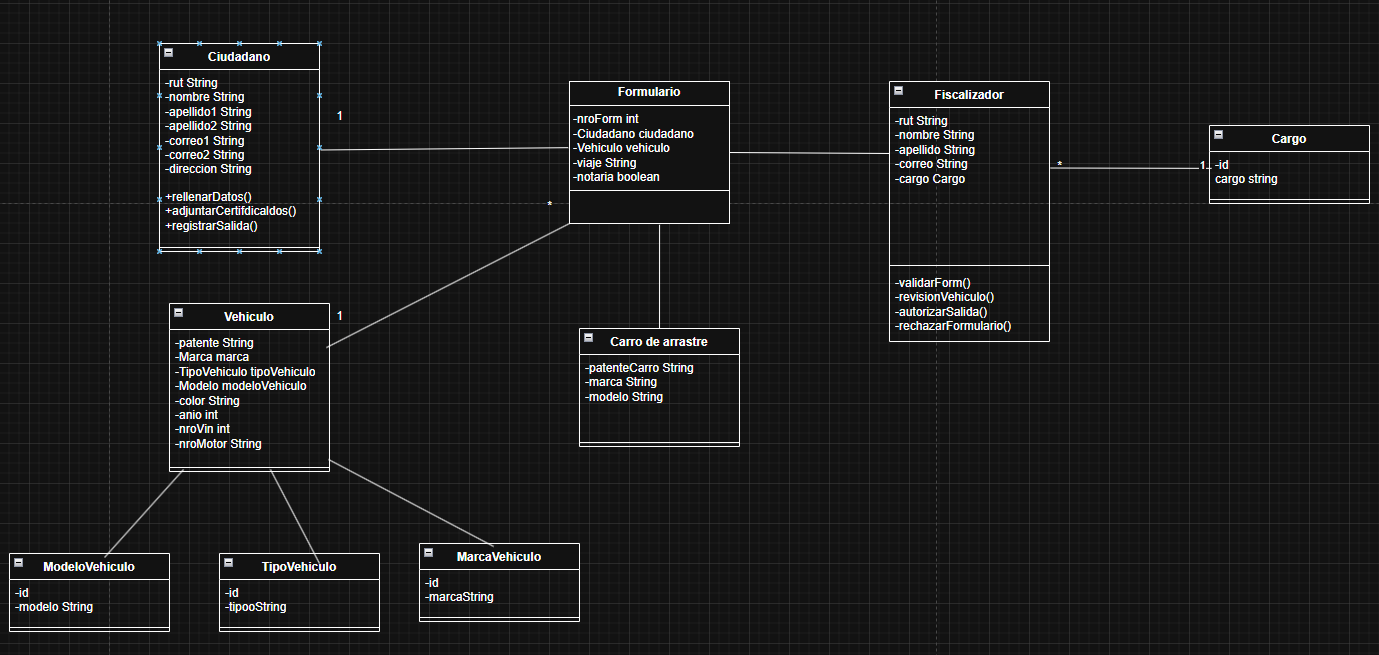 Ciudadano
-rut String
-nombre String
-apellido1 String
-apellido2 String
-correo1 String
-correo2 String
-direccion String
+rellenarDatos()
+adjuntarCertifdicaldos()
+registrarSalida()
1
*
Formulario
-nroForm int
-Ciudadano ciudadano
-Vehiculo vehiculo
-viaje String
-notaria boolean
Fiscalizador
-rut String
-nombre String
-apellido String
-correo String
-cargo Cargo
-validarForm()
-revisionVehiculo()
-autorizarSalida()
-rechazarFormulario()
*
1
Cargo
-id
cargo string
Vehiculo
-patente String
-Marca marca
-TipoVehiculo tipoVehiculo
-Modelo modeloVehiculo
-color String
-anio int
-nroVin int
-nroMotor String
1
Carro de arrastre
-patenteCarro String
-marca String
-modelo String
ModeloVehiculo
-id
-modelo String
TipoVehiculo
-id
-tipooString
MarcaVehiculo
-id
-marcaString